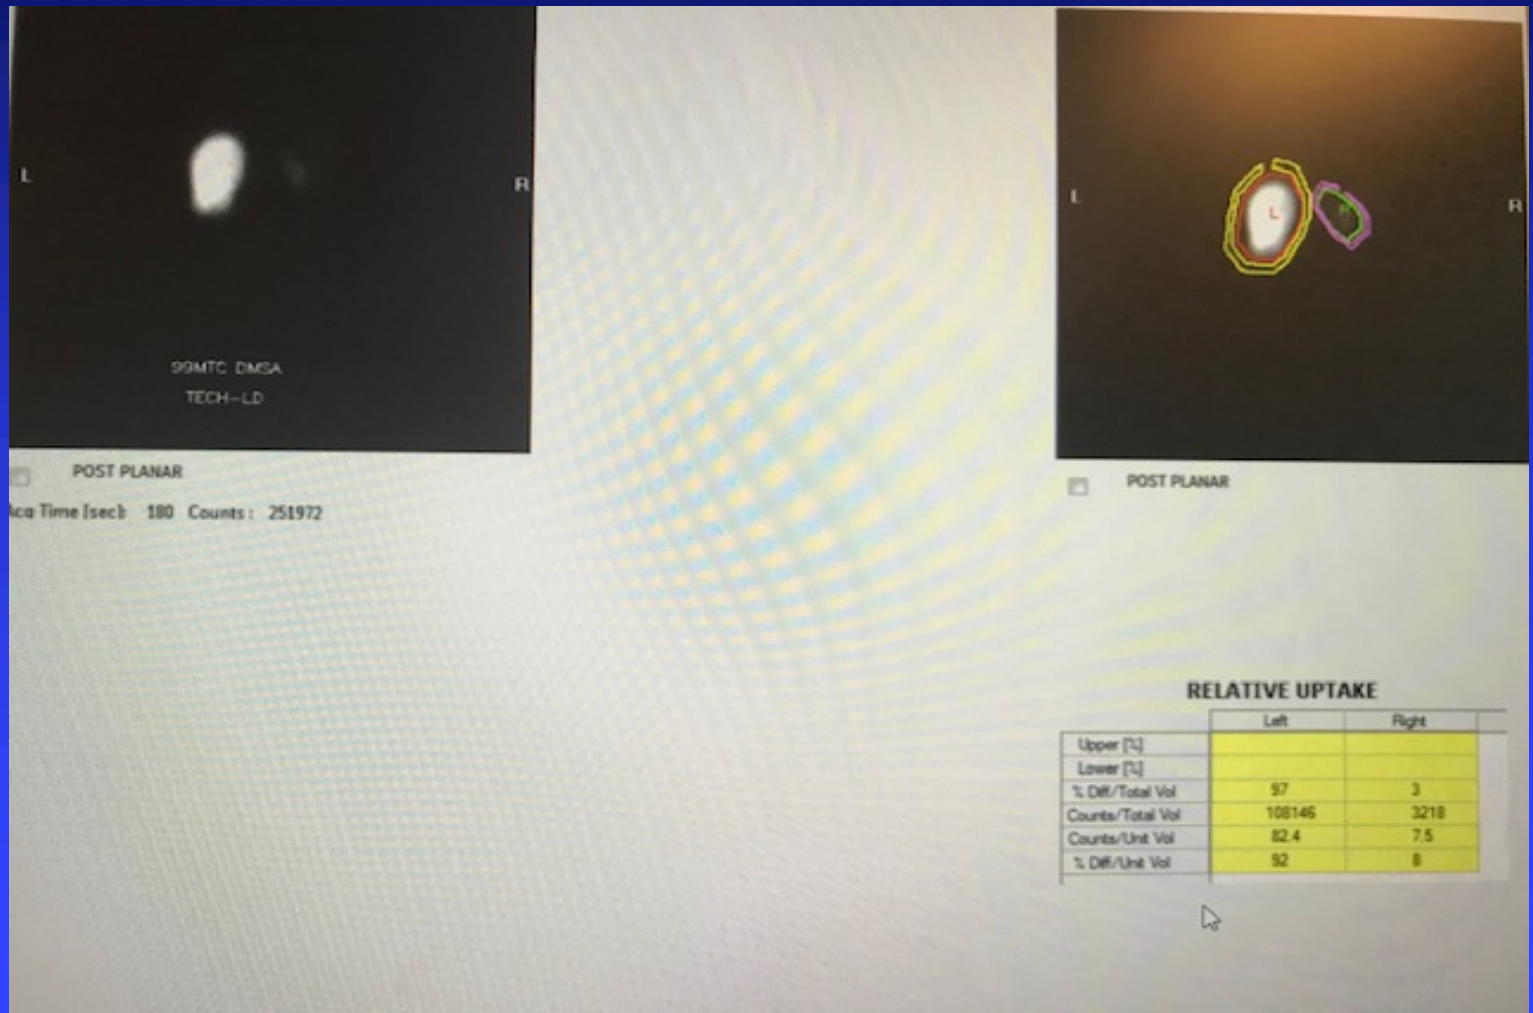 L
R
99MTC DMSA
TECH-LD
POST PLANAR
Acq Time [sec]: 180 Counts: 251972
L
L
R
R
POST PLANAR
RELATIVE UPTAKE
Left Right
Upper [%]
Lower [%]
% Diff/Total Vol 97 3
Counts/Total Vol 108146 3218
Counts/Unit Vol 82.4 7.5
% Diff/Unit Vol 92 8